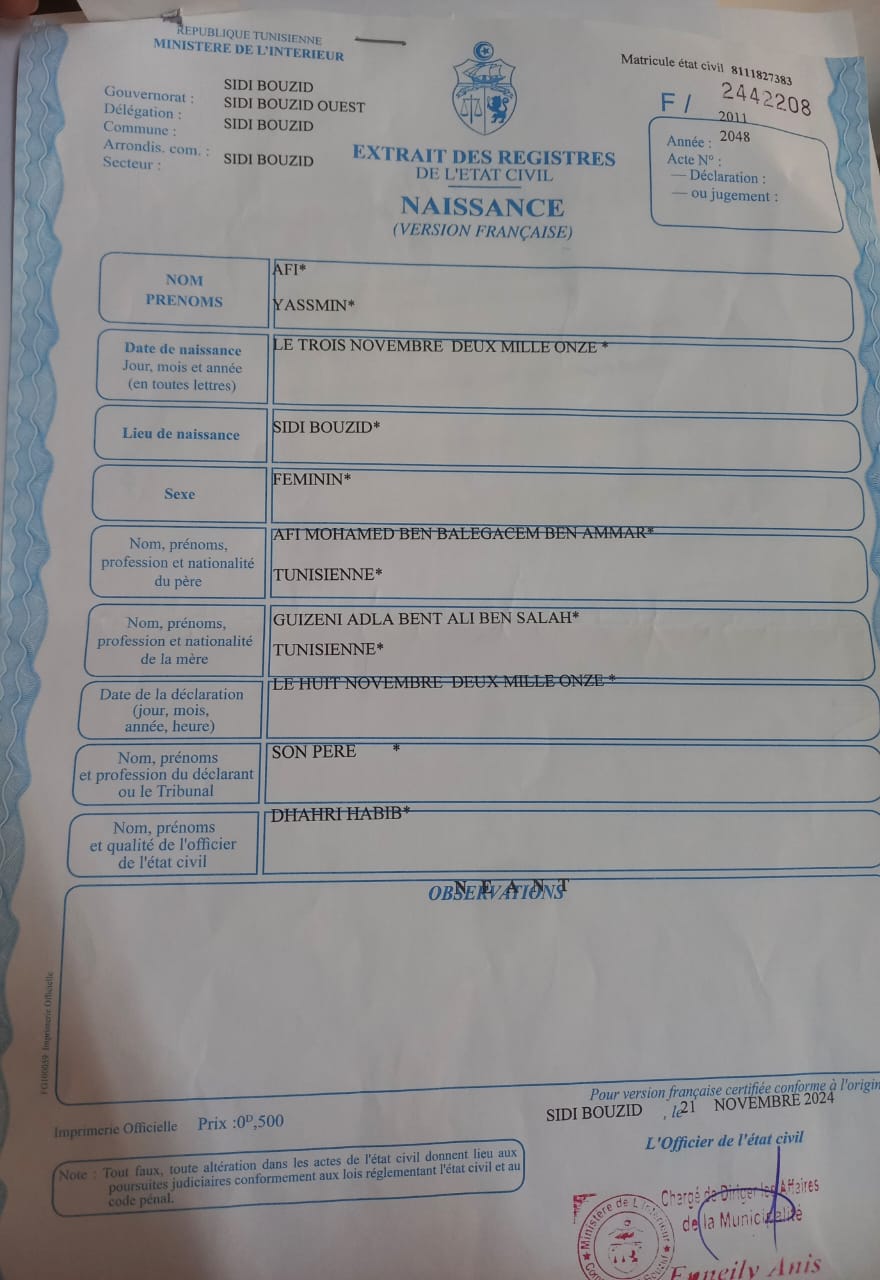 REPUBLIQUE TUNISIENNE
MINISTERE DE L'INTERIEUR
Gouvernorat : SIDI BOUZID
Délégation : SIDI BOUZID OUEST
Commune : SIDI BOUZID
Arrondis. com. :
Secteur : SIDI BOUZID
Matricule état civil 8111827383
F / 2442208
2011
Année : 2048
Acte N° :
— Déclaration :
— ou jugement :
EXTRAIT DES REGISTRES
DE L'ETAT CIVIL
NAISSANCE
(VERSION FRANÇAISE)
NOM
PRENOMS
AFI*
YASSMIN*
Date de naissance
Jour, mois et année
(en toutes lettres)
LE TROIS NOVEMBRE DEUX MILLE ONZE *
Lieu de naissance
SIDI BOUZID*
Sexe
FEMININ*
Nom, prénoms,
profession et nationalité
du père
AFI MOHAMED BEN BALEGACEM BEN AMMAR*
TUNISIENNE*
Nom, prénoms,
profession et nationalité
de la mère
GUIZENI ADLA BENT ALI BEN SALAH*
TUNISIENNE*
Date de la déclaration
(jour, mois,
année, heure)
LE HUIT NOVEMBRE DEUX MILLE ONZE *
Nom, prénoms
et profession du déclarant
ou le Tribunal
SON PERE *
Nom, prénoms
et qualité de l'officier
de l'état civil
DHAHRI HABIB*
OBSERVATIONS
N E A N T
FG100039 Imprimerie Officielle
Pour version française certifiée conforme à l'origin
SIDI BOUZID , le 21 NOVEMBRE 2024
L'Officier de l'état civil
Imprimerie Officielle Prix :0ᴰ,500
Note : Tout faux, toute altération dans les actes de l'état civil donnent lieu aux
poursuites judiciaires conformement aux lois réglementant l'état civil et au
code pénal.
Chargé de Diriger les Affaires
de la Municipalité
Ministère de L'Interieur
Anis